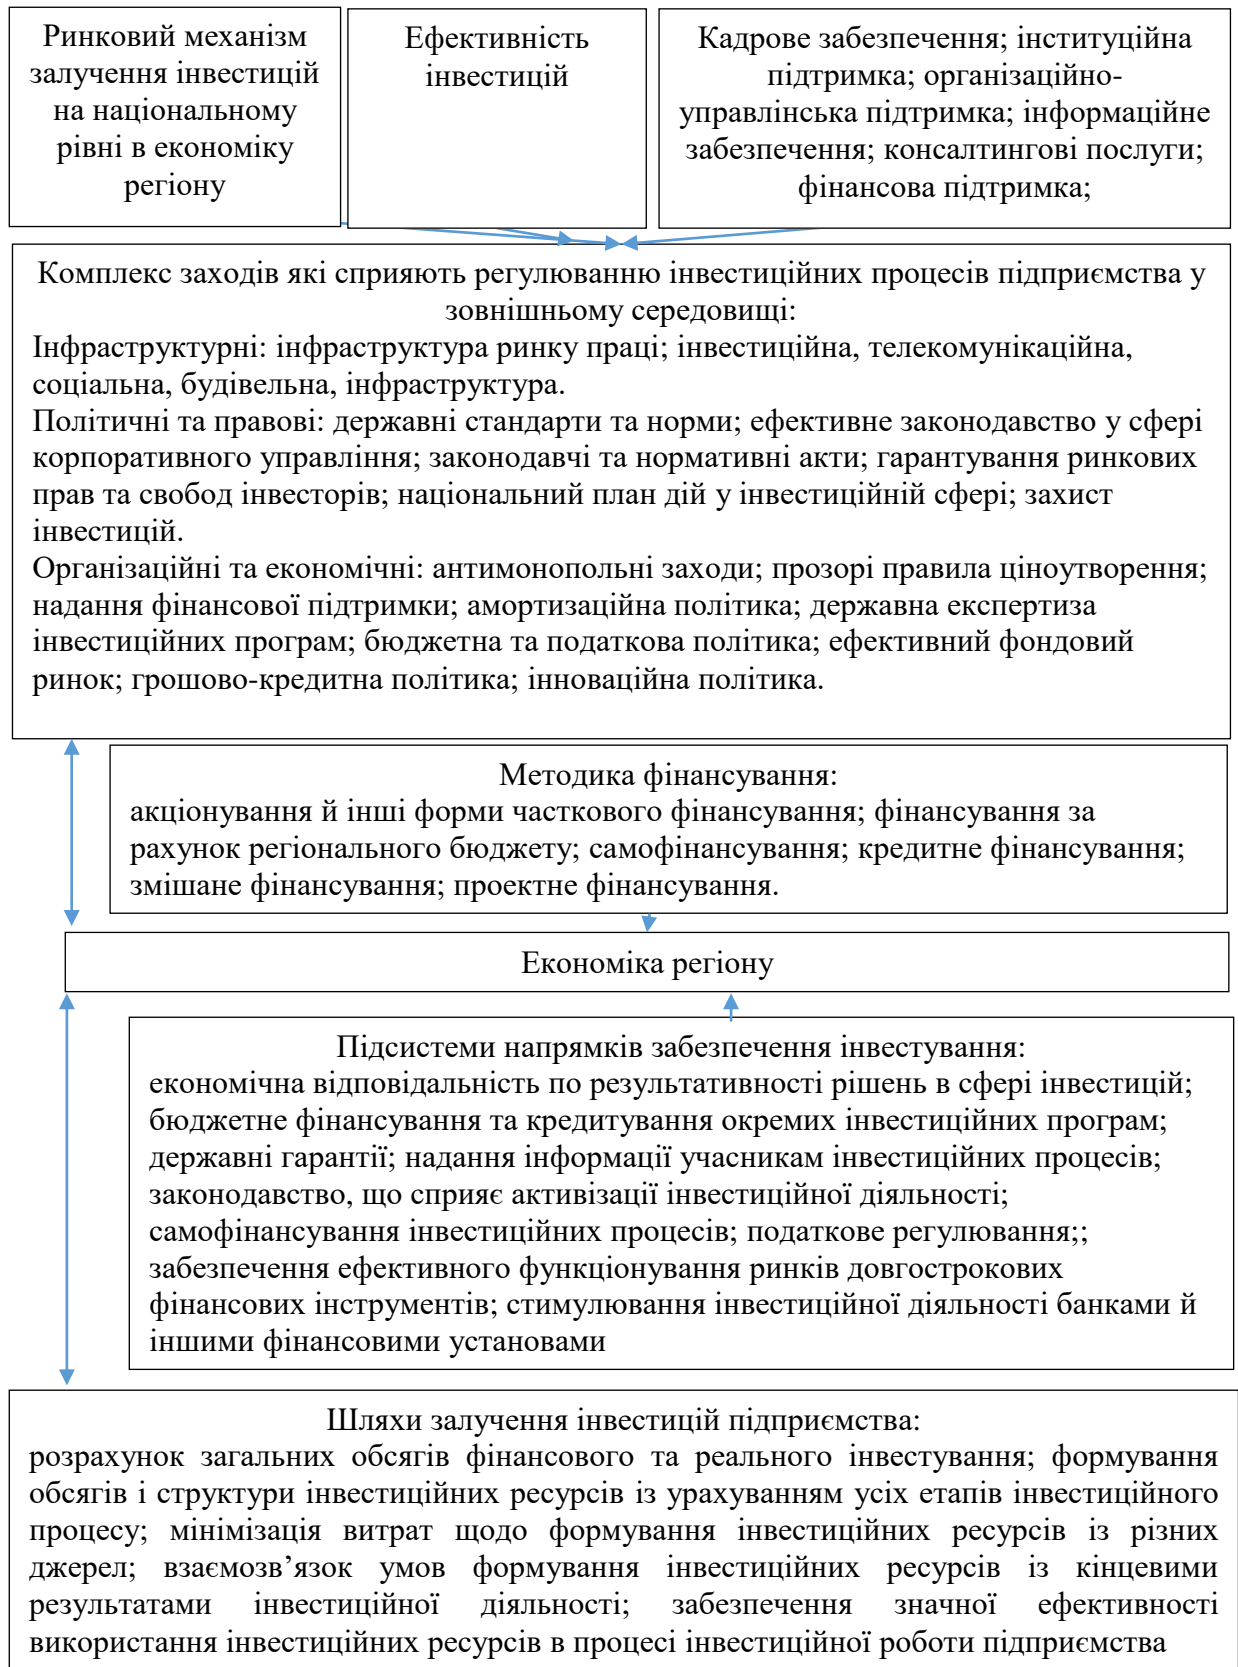 Ринковий механізм
залучення інвестицій
на національному
рівні в економіку
регіону
Ефективність
інвестицій
Кадрове забезпечення; інституційна
підтримка; організаційно-
управлінська підтримка; інформаційне
забезпечення; консалтингові послуги;
фінансова підтримка;
Комплекс заходів які сприяють регулюванню інвестиційних процесів підприємства у
зовнішньому середовищі:
Інфраструктурні: інфраструктура ринку праці; інвестиційна, телекомунікаційна,
соціальна, будівельна, інфраструктура.
Політичні та правові: державні стандарти та норми; ефективне законодавство у сфері
корпоративного управління; законодавчі та нормативні акти; гарантування ринкових
прав та свобод інвесторів; національний план дій у інвестиційній сфері; захист
інвестицій.
Організаційні та економічні: антимонопольні заходи; прозорі правила ціноутворення;
надання фінансової підтримки; амортизаційна політика; державна експертиза
інвестиційних програм; бюджетна та податкова політика; ефективний фондовий
ринок; грошово-кредитна політика; інноваційна політика.
Методика фінансування:
акціонування й інші форми часткового фінансування; фінансування за
рахунок регіонального бюджету; самофінансування; кредитне фінансування;
змішане фінансування; проектне фінансування.
Економіка регіону
Підсистеми напрямків забезпечення інвестування:
економічна відповідальність по результативності рішень в сфері інвестицій;
бюджетне фінансування та кредитування окремих інвестиційних програм;
державні гарантії; надання інформації учасникам інвестиційних процесів;
законодавство, що сприяє активізації інвестиційної діяльності;
самофінансування інвестиційних процесів; податкове регулювання;;
забезпечення ефективного функціонування ринків довгострокових
фінансових інструментів; стимулювання інвестиційної діяльності банками й
іншими фінансовими установами
Шляхи залучення інвестицій підприємства:
розрахунок загальних обсягів фінансового та реального інвестування; формування
обсягів і структури інвестиційних ресурсів із урахуванням усіх етапів інвестиційного
процесу; мінімізація витрат щодо формування інвестиційних ресурсів із різних
джерел; взаємозв’язок умов формування інвестиційних ресурсів із кінцевими
результатами інвестиційної діяльності; забезпечення значної ефективності
використання інвестиційних ресурсів в процесі інвестиційної роботи підприємства